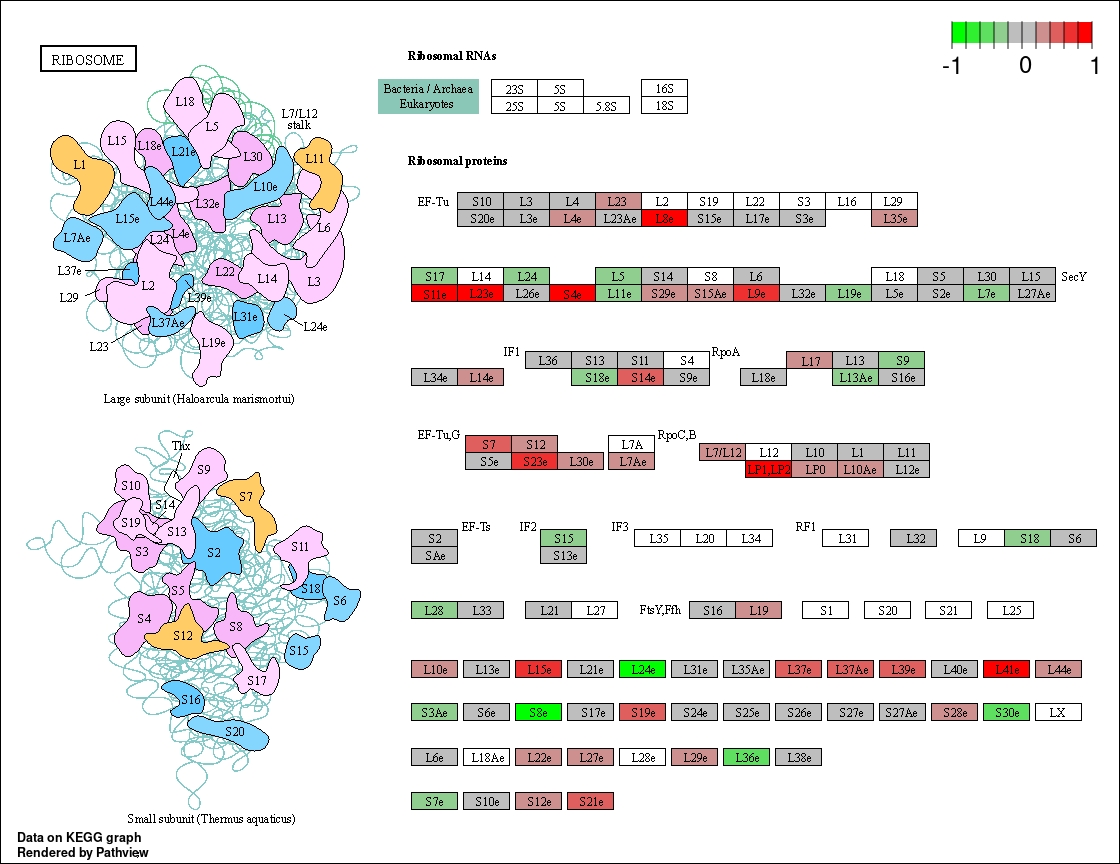 RIBOSOME
-1 0 1
Ribosomal RNAs
Bacteria / Archaea 23S 5S 16S
Eukaryotes 25S 5S 5.8S 18S
Ribosomal proteins
EF-Tu S10 L3 L4 L23 L2 S19 L22 S3 L16 L29
S20e L3e L4e L23Ae L8e S15e L17e S3e L35e
S17 L14 L24 L5 S14 S8 L6 L18 S5 L30 L15 SecY
S11e L23e L26e S4e L11e S29e S15Ae L9e L32e L19e L5e S2e L7e L27Ae
IF1 L36 S13 S11 S4 RpoA L17 L13 S9
L34e L14e S18e S14e S9e L18e L13Ae S16e
EF-Tu,G S7 S12 L7A RpoC,B L7/L12 L12 L10 L1 L11
S5e S23e L30e L7Ae LP1,LP2 LP0 L10Ae L12e
S2 EF-Ts IF2 S15 IF3 L35 L20 L34 RF1 L31 L32 L9 S18 S6
SAe S13e
L28 L33 L21 L27 FtsY,Ffh S16 L19 S1 S20 S21 L25
L10e L13e L15e L21e L24e L31e L35Ae L37e L37Ae L39e L40e L41e L44e
S3Ae S6e S8e S17e S19e S24e S25e S26e S27e S27Ae S28e S30e LX
L6e L18Ae L22e L27e L28e L29e L36e L38e
S7e S10e S12e S21e
L18
L5
L7/L12
stalk
L15
L18e
L21e
L30
L11
L1
L10e
L44e
L32e
L15e
L13
L6
L7Ae
L24
L4e
L37e
L22
L14
L3
L29
L2
L39e
L37Ae
L31e
L24e
L23
L19e
Large subunit (Haloarcula marismortui)
Thx
S9
S10
S7
S14
S19
S13
S3
S2
S11
S5
S18
S6
S4
S12
S8
S15
S17
S16
S20
Small subunit (Thermus aquaticus)
Data on KEGG graph
Rendered by Pathview